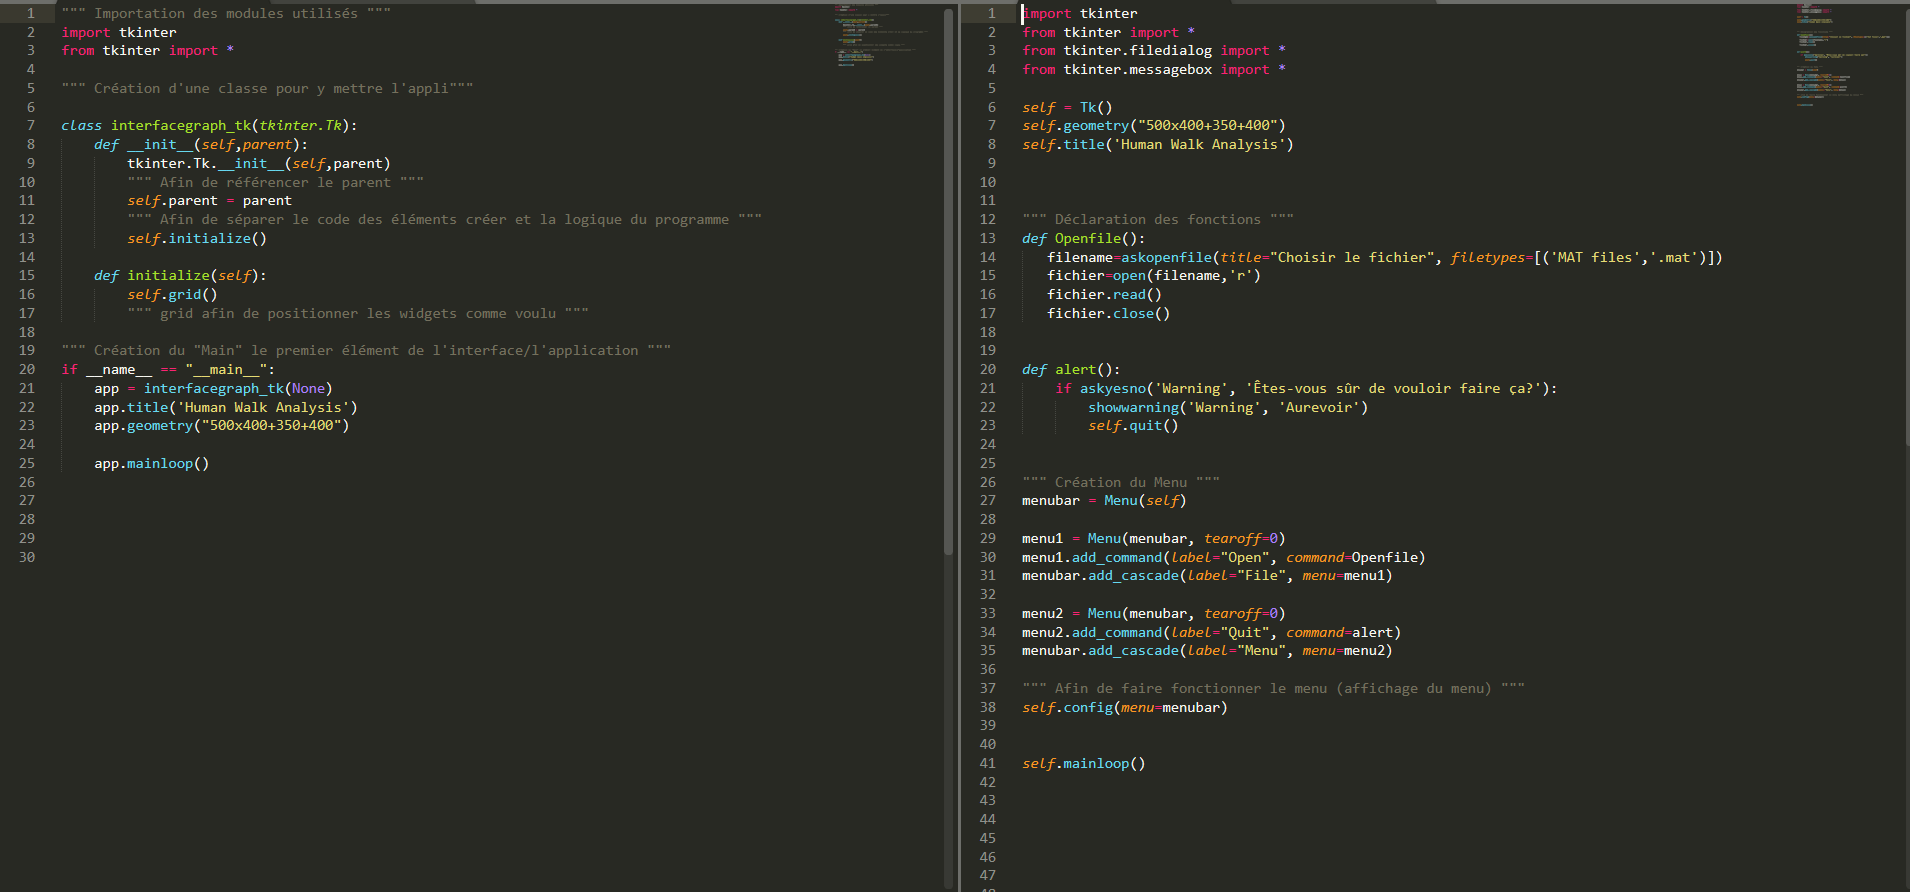 1 """ Importation des modules utilisés """
2 import tkinter
3 from tkinter import *
4
5 """ Création d'une classe pour y mettre l'appli"""
6
7 class interfacegraph_tk(tkinter.Tk):
8 def __init__(self,parent):
9 tkinter.Tk.__init__(self,parent)
10 """ Afin de référencer le parent """
11 self.parent = parent
12 """ Afin de séparer le code des éléments créer et la logique du programme """
13 self.initialize()
14
15 def initialize(self):
16 self.grid()
17 """ grid afin de positionner les widgets comme voulu """
18
19 """ Création du "Main" le premier élément de l'interface/l'application """
20 if __name__ == "__main__":
21 app = interfacegraph_tk(None)
22 app.title('Human Walk Analysis')
23 app.geometry("500x400+350+400")
24
25 app.mainloop()
26
27
28
29
30
1 import tkinter
2 from tkinter import *
3 from tkinter.filedialog import *
4 from tkinter.messagebox import *
5
6 self = Tk()
7 self.geometry("500x400+350+400")
8 self.title('Human Walk Analysis')
9
10
11
12 """ Déclaration des fonctions """
13 def Openfile():
14 filename=askopenfile(title="Choisir le fichier", filetypes=[('MAT files','.mat')])
15 fichier=open(filename,'r')
16 fichier.read()
17 fichier.close()
18
19
20 def alert():
21 if askyesno('Warning', 'Êtes-vous sûr de vouloir faire ça?'):
22 showwarning('Warning', 'Aurevoir')
23 self.quit()
24
25
26 """ Création du Menu """
27 menubar = Menu(self)
28
29 menu1 = Menu(menubar, tearoff=0)
30 menu1.add_command(label="Open", command=Openfile)
31 menubar.add_cascade(label="File", menu=menu1)
32
33 menu2 = Menu(menubar, tearoff=0)
34 menu2.add_command(label="Quit", command=alert)
35 menubar.add_cascade(label="Menu", menu=menu2)
36
37 """ Afin de faire fonctionner le menu (affichage du menu) """
38 self.config(menu=menubar)
39
40
41 self.mainloop()
42
43
44
45
46
47